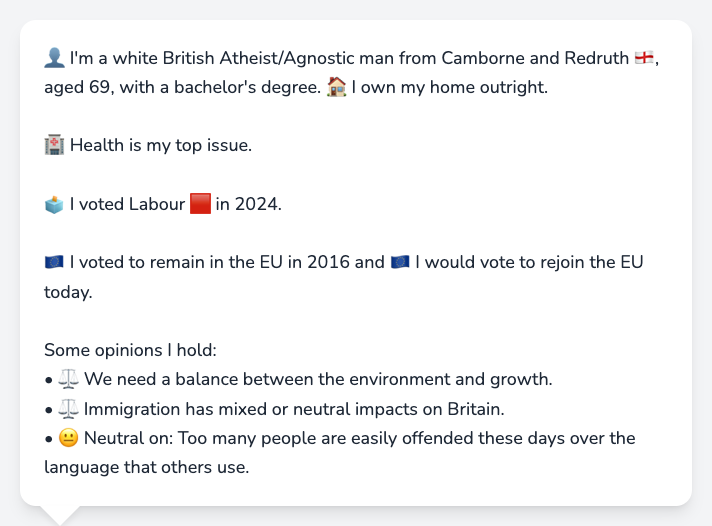 👤 I'm a white British Atheist/Agnostic man from Camborne and Redruth 🏴󠁧󠁢󠁥󠁮󠁧󠁿,
aged 69, with a bachelor's degree. 🏠 I own my home outright.
🏥 Health is my top issue.
🗳️ I voted Labour 🟥 in 2024.
🇪🇺 I voted to remain in the EU in 2016 and 🇪🇺 I would vote to rejoin the EU
today.
Some opinions I hold:
• ⚖️ We need a balance between the environment and growth.
• ⚖️ Immigration has mixed or neutral impacts on Britain.
• 😐 Neutral on: Too many people are easily offended these days over the
language that others use.